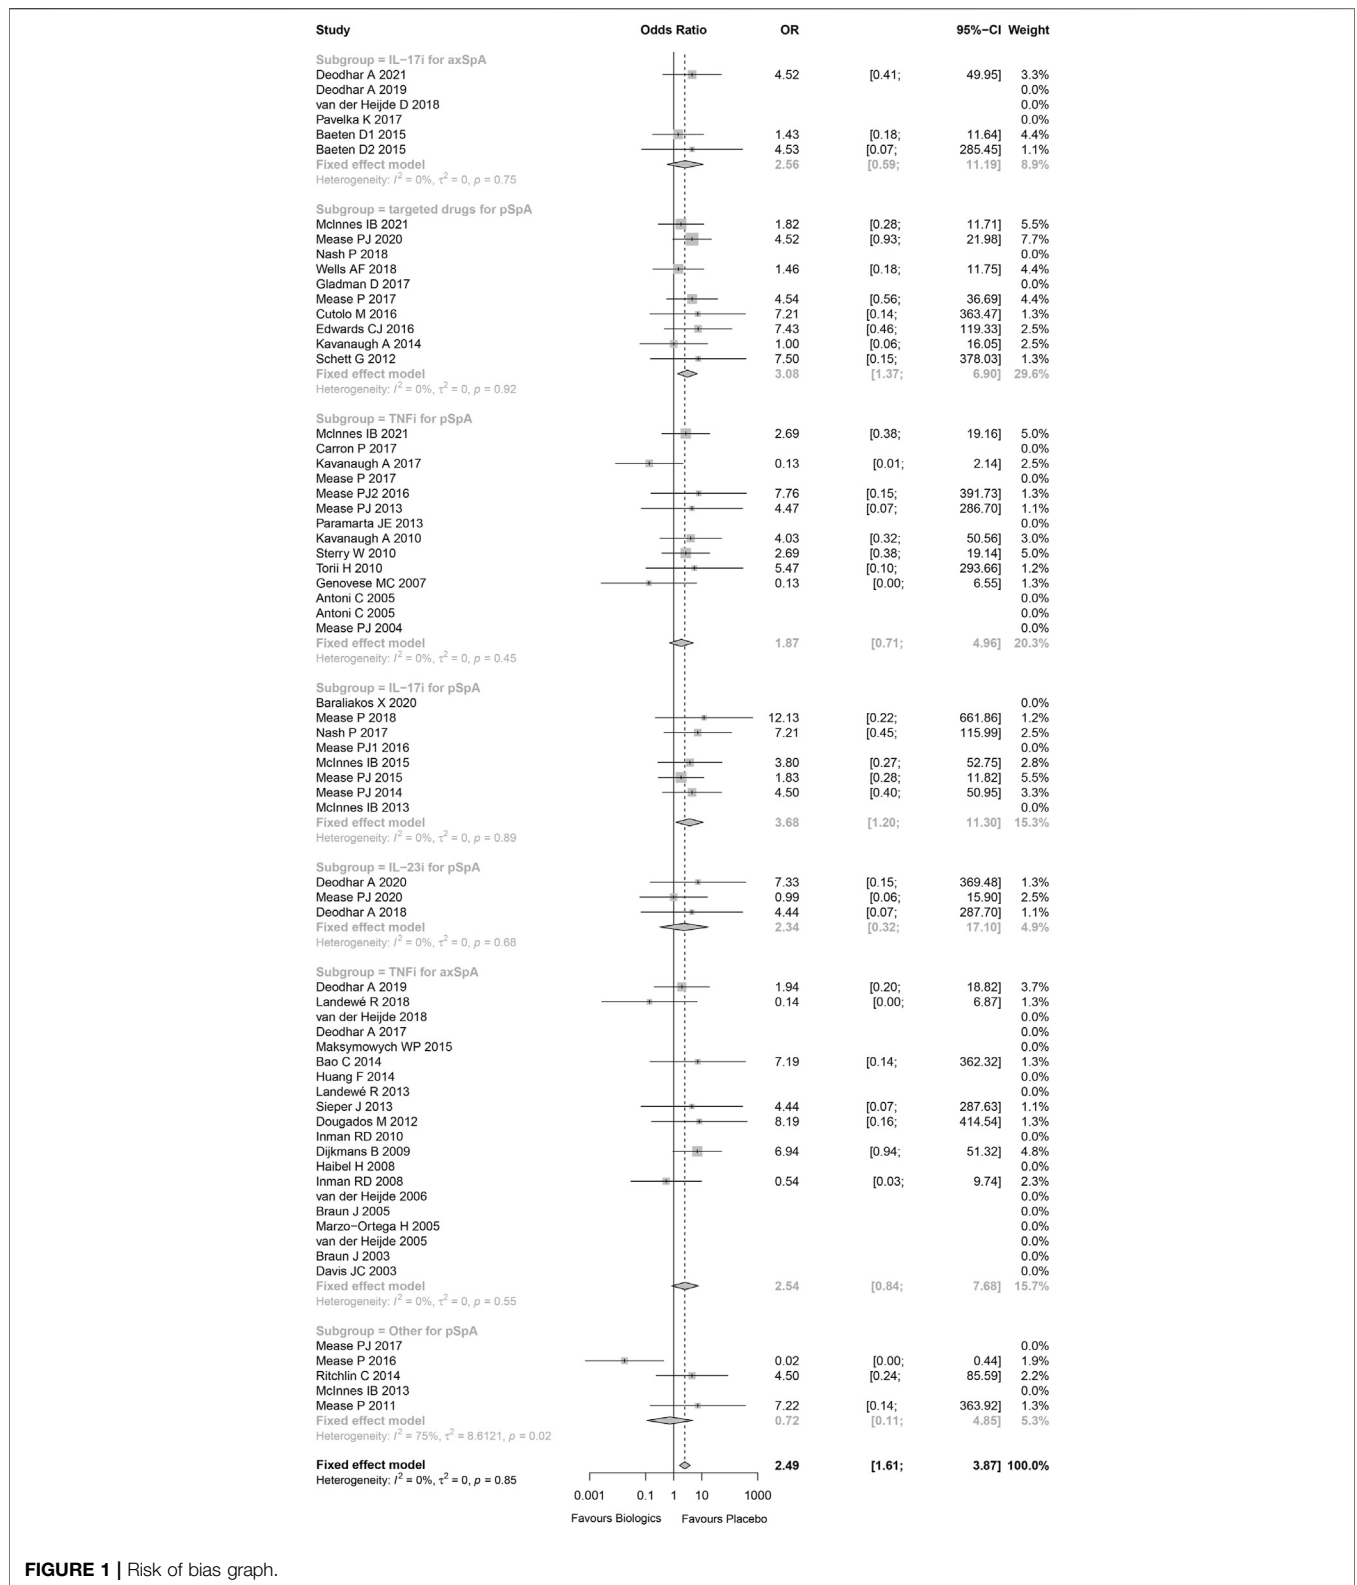 Study Odds Ratio OR 95%−CI Weight
Subgroup = IL−17i for axSpA
Deodhar A 2021 4.52 [0.41; 49.95] 3.3%
Deodhar A 2019 0.0%
van der Heijde D 2018 0.0%
Pavelka K 2017 0.0%
Baeten D1 2015 1.43 [0.18; 11.64] 4.4%
Baeten D2 2015 4.53 [0.07; 285.45] 1.1%
Fixed effect model 2.56 [0.59; 11.19] 8.9%
Heterogeneity: I² = 0%, τ² = 0, p = 0.75
Subgroup = targeted drugs for pSpA
McInnes IB 2021 1.82 [0.28; 11.71] 5.5%
Mease PJ 2020 4.52 [0.93; 21.98] 7.7%
Nash P 2018 0.0%
Wells AF 2018 1.46 [0.18; 11.75] 4.4%
Gladman D 2017 0.0%
Mease P 2017 4.54 [0.56; 36.69] 4.4%
Cutolo M 2016 7.21 [0.14; 363.47] 1.3%
Edwards CJ 2016 7.43 [0.46; 119.33] 2.5%
Kavanaugh A 2014 1.00 [0.06; 16.05] 2.5%
Schett G 2012 7.50 [0.15; 378.03] 1.3%
Fixed effect model 3.08 [1.37; 6.90] 29.6%
Heterogeneity: I² = 0%, τ² = 0, p = 0.92
Subgroup = TNFi for pSpA
McInnes IB 2021 2.69 [0.38; 19.16] 5.0%
Carron P 2017 0.0%
Kavanaugh A 2017 0.13 [0.01; 2.14] 2.5%
Mease P 2017 0.0%
Mease PJ2 2016 7.76 [0.15; 391.73] 1.3%
Mease PJ 2013 4.47 [0.07; 286.70] 1.1%
Paramarta JE 2013 0.0%
Kavanaugh A 2010 4.03 [0.32; 50.56] 3.0%
Sterry W 2010 2.69 [0.38; 19.14] 5.0%
Torii H 2010 5.47 [0.10; 293.66] 1.2%
Genovese MC 2007 0.13 [0.00; 6.55] 1.3%
Antoni C 2005 0.0%
Antoni C 2005 0.0%
Mease PJ 2004 0.0%
Fixed effect model 1.87 [0.71; 4.96] 20.3%
Heterogeneity: I² = 0%, τ² = 0, p = 0.45
Subgroup = IL−17i for pSpA
Baraliakos X 2020 0.0%
Mease P 2018 12.13 [0.22; 661.86] 1.2%
Nash P 2017 7.21 [0.45; 115.99] 2.5%
Mease PJ1 2016 0.0%
McInnes IB 2015 3.80 [0.27; 52.75] 2.8%
Mease PJ 2015 1.83 [0.28; 11.82] 5.5%
Mease PJ 2014 4.50 [0.40; 50.95] 3.3%
McInnes IB 2013 0.0%
Fixed effect model 3.68 [1.20; 11.30] 15.3%
Heterogeneity: I² = 0%, τ² = 0, p = 0.89
Subgroup = IL−23i for pSpA
Deodhar A 2020 7.33 [0.15; 369.48] 1.3%
Mease PJ 2020 0.99 [0.06; 15.90] 2.5%
Deodhar A 2018 4.44 [0.07; 287.70] 1.1%
Fixed effect model 2.34 [0.32; 17.10] 4.9%
Heterogeneity: I² = 0%, τ² = 0, p = 0.68
Subgroup = TNFi for axSpA
Deodhar A 2019 1.94 [0.20; 18.82] 3.7%
Landewé R 2018 0.14 [0.00; 6.87] 1.3%
van der Heijde 2018 0.0%
Deodhar A 2017 0.0%
Maksymowych WP 2015 0.0%
Bao C 2014 7.19 [0.14; 362.32] 1.3%
Huang F 2014 0.0%
Landewé R 2013 0.0%
Sieper J 2013 4.44 [0.07; 287.63] 1.1%
Dougados M 2012 8.19 [0.16; 414.54] 1.3%
Inman RD 2010 0.0%
Dijkmans B 2009 6.94 [0.94; 51.32] 4.8%
Haibel H 2008 0.0%
Inman RD 2008 0.54 [0.03; 9.74] 2.3%
van der Heijde 2006 0.0%
Braun J 2005 0.0%
Marzo−Ortega H 2005 0.0%
van der Heijde 2005 0.0%
Braun J 2003 0.0%
Davis JC 2003 0.0%
Fixed effect model 2.54 [0.84; 7.68] 15.7%
Heterogeneity: I² = 0%, τ² = 0, p = 0.55
Subgroup = Other for pSpA
Mease PJ 2017 0.0%
Mease P 2016 0.02 [0.00; 0.44] 1.9%
Ritchlin C 2014 4.50 [0.24; 85.59] 2.2%
McInnes IB 2013 0.0%
Mease P 2011 7.22 [0.14; 363.92] 1.3%
Fixed effect model 0.72 [0.11; 4.85] 5.3%
Heterogeneity: I² = 75%, τ² = 8.6121, p = 0.02
Fixed effect model 2.49 [1.61; 3.87] 100.0%
Heterogeneity: I² = 0%, τ² = 0, p = 0.85
0.001 0.1 1 10 1000
Favours Biologics Favours Placebo
FIGURE 1 | Risk of bias graph.